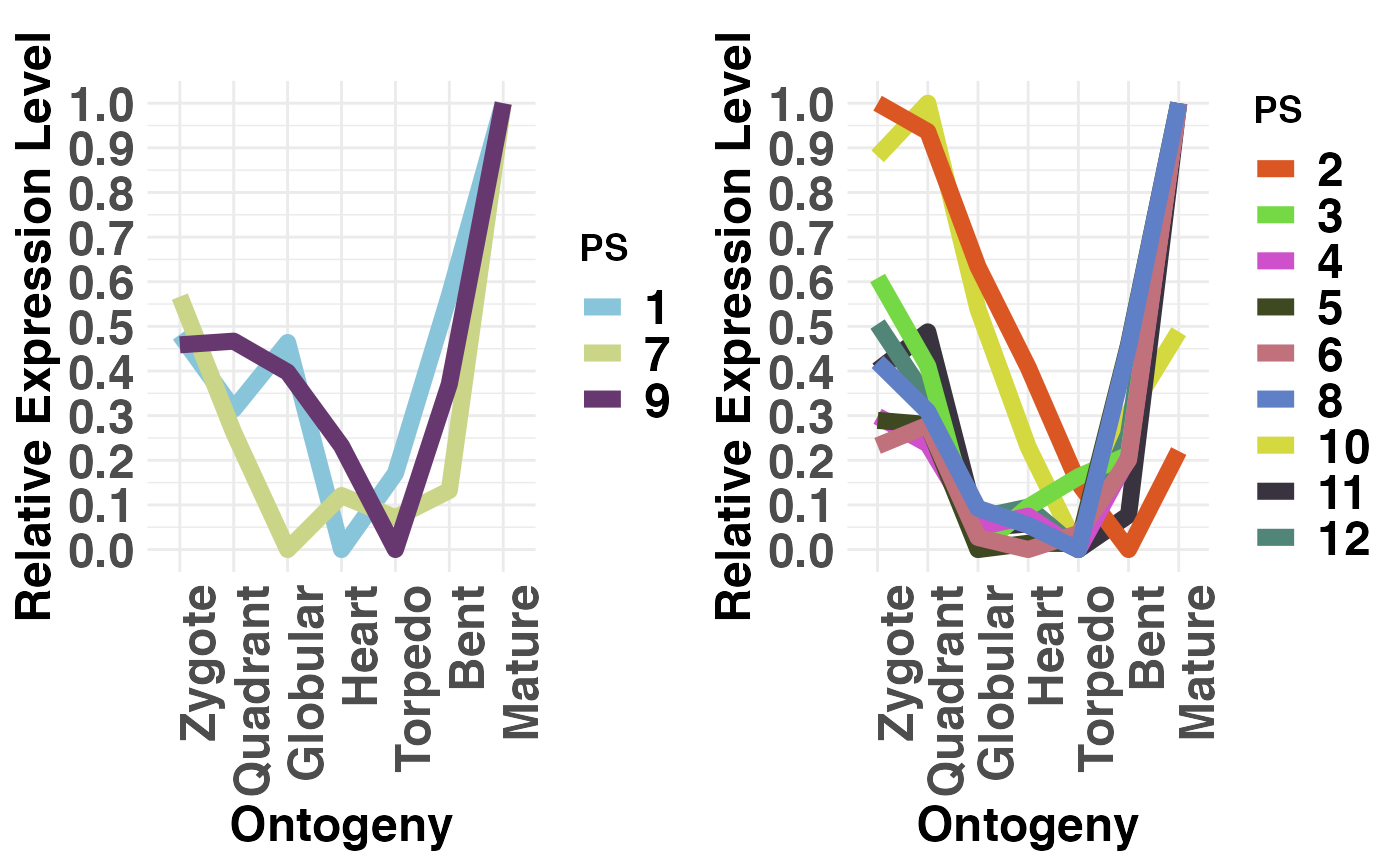 Relative Expression Level
1.0
0.9
0.8
0.7
0.6
0.5
0.4
0.3
0.2
0.1
0.0
Zygote
Quadrant
Globular
Heart
Torpedo
Bent
Mature
Ontogeny
PS
1
7
9
Relative Expression Level
1.0
0.9
0.8
0.7
0.6
0.5
0.4
0.3
0.2
0.1
0.0
Zygote
Quadrant
Globular
Heart
Torpedo
Bent
Mature
Ontogeny
PS
2
3
4
5
6
8
10
11
12